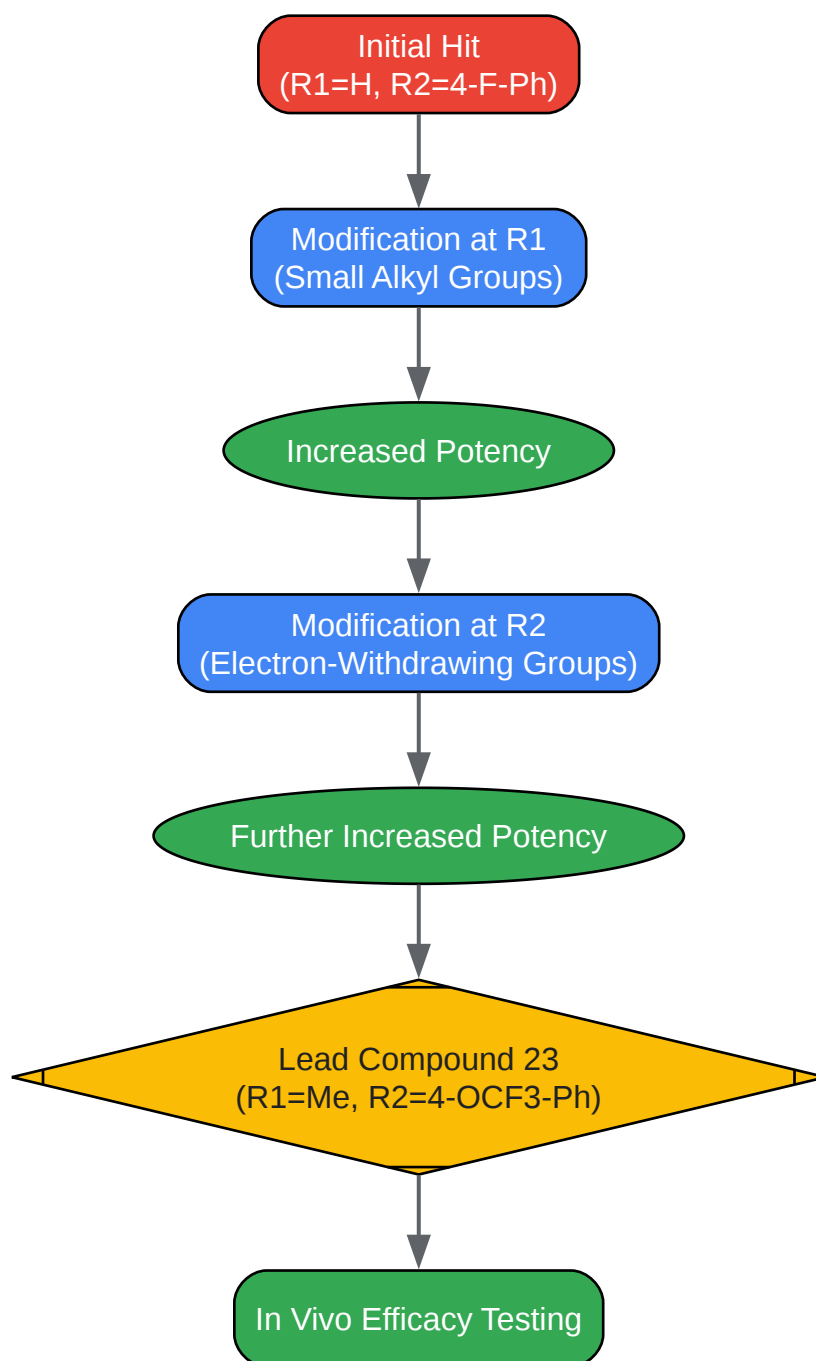 Initial Hit
(R1=H, R2=4-F-Ph)
Modification at R1
(Small Alkyl Groups)
Increased Potency
Modification at R2
(Electron-Withdrawing Groups)
Further Increased Potency
Lead Compound 23
(R1=Me, R2=4-OCF3-Ph)
In Vivo Efficacy Testing